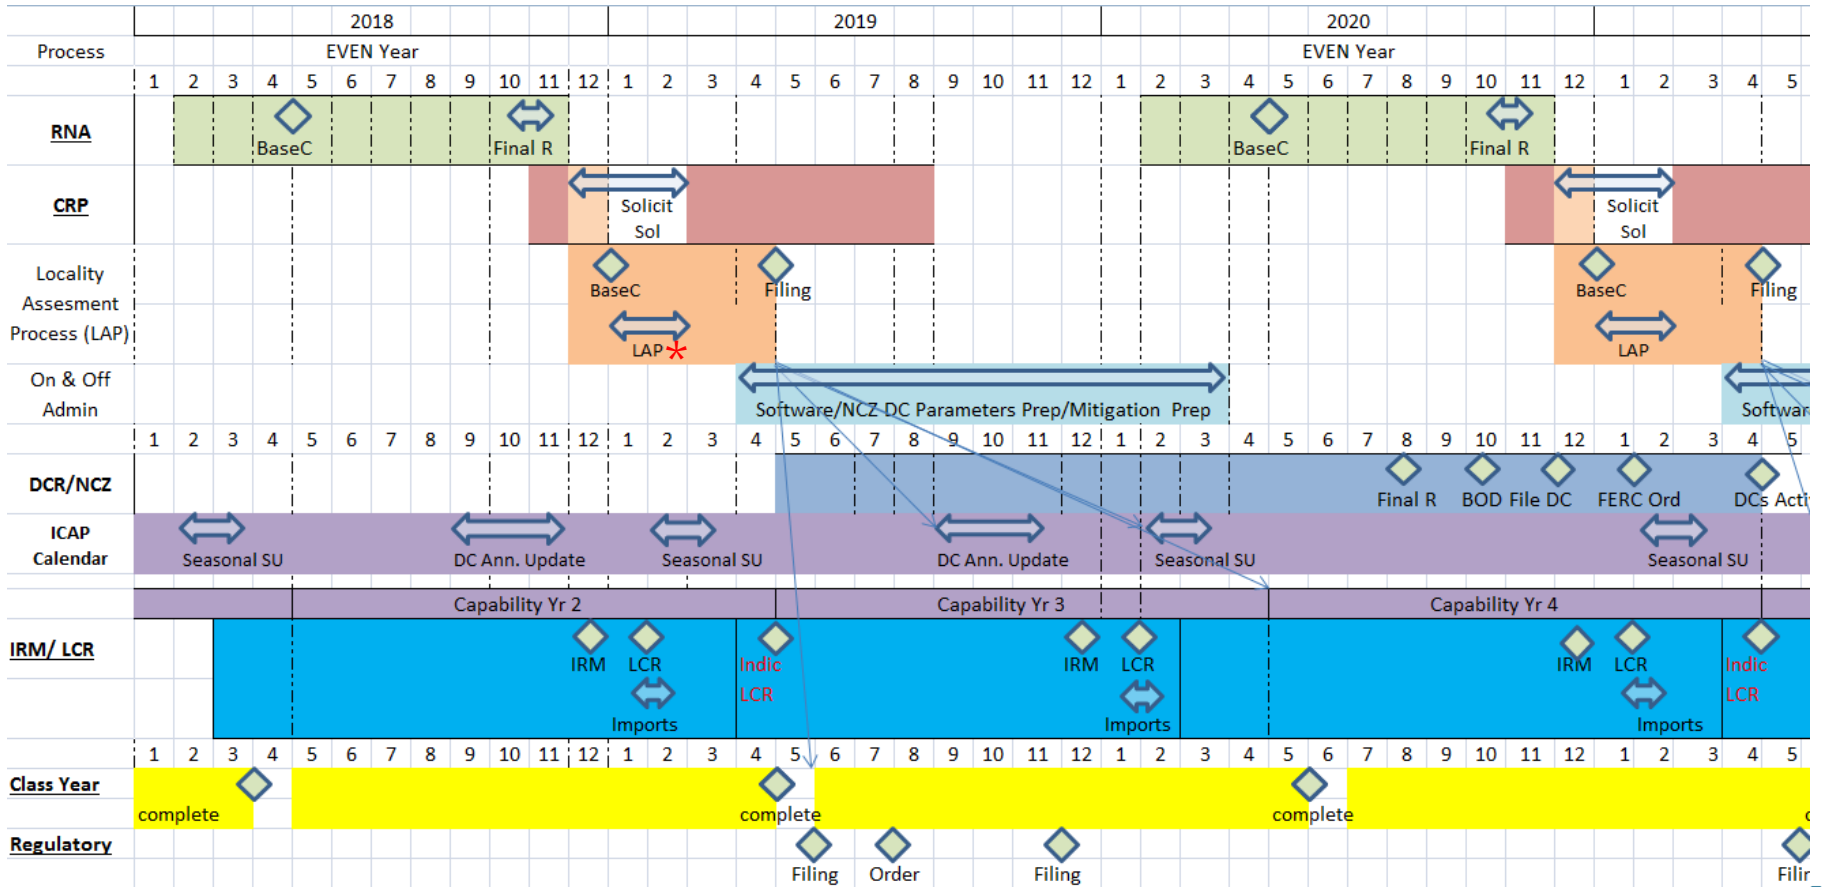 2018 2019 2020
Process EVEN Year EVEN Year
1 2 3 4 5 6 7 8 9 10 11 12 1 2 3 4 5 6 7 8 9 10 11 12 1 2 3 4 5 6 7 8 9 10 11 12 1 2 3 4 5
RNA
BaseC Final R BaseC Final R
CRP
Solicit Solicit
Sol Sol
Locality
Assesment
Process (LAP)
BaseC Filing BaseC Filing
LAP* LAP
On & Off
Admin
Software/NCZ DC Parameters Prep/Mitigation Prep Software
1 2 3 4 5 6 7 8 9 10 11 12 1 2 3 4 5 6 7 8 9 10 11 12 1 2 3 4 5 6 7 8 9 10 11 12 1 2 3 4 5
DCR/NCZ
Final R BOD File DC FERC Ord DCs Acti
ICAP
Calendar
Seasonal SU DC Ann. Update Seasonal SU DC Ann. Update Seasonal SU Seasonal SU
Capability Yr 2 Capability Yr 3 Capability Yr 4
IRM/ LCR
IRM LCR Indic IRM LCR IRM LCR Indic
LCR LCR
Imports Imports Imports
1 2 3 4 5 6 7 8 9 10 11 12 1 2 3 4 5 6 7 8 9 10 11 12 1 2 3 4 5 6 7 8 9 10 11 12 1 2 3 4 5
Class Year
complete complete complete c
Regulatory
Filing Order Filing Filir